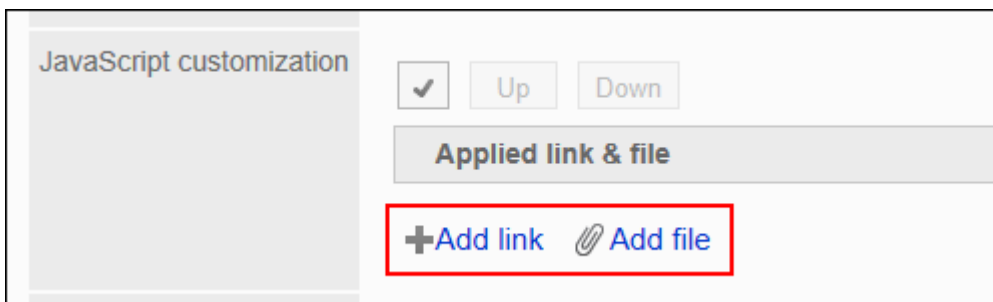 JavaScript customization
Up Down
Applied link & file
Add link Add file